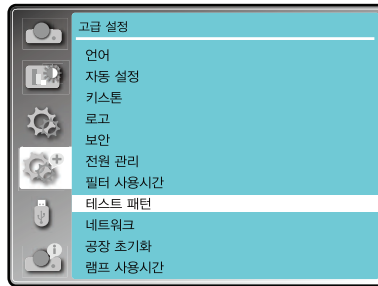 고급 설정
언어
자동 설정
키스톤
로고
보안
전원 관리
필터 사용시간
테스트 패턴
네트워크
공장 초기화
램프 사용시간